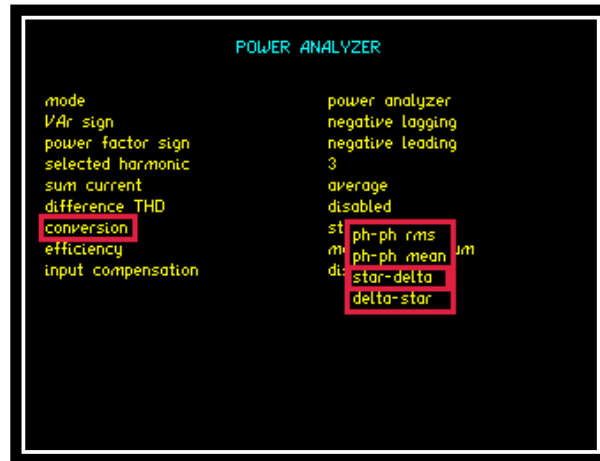 POWER ANALYZER
mode power analyzer
VAr sign negative lagging
power factor sign negative leading
selected harmonic 3
sum current average
difference THD disabled
conversion st
ph-ph rms
efficiency
ph-ph mean
input compensation
star-delta
delta-star